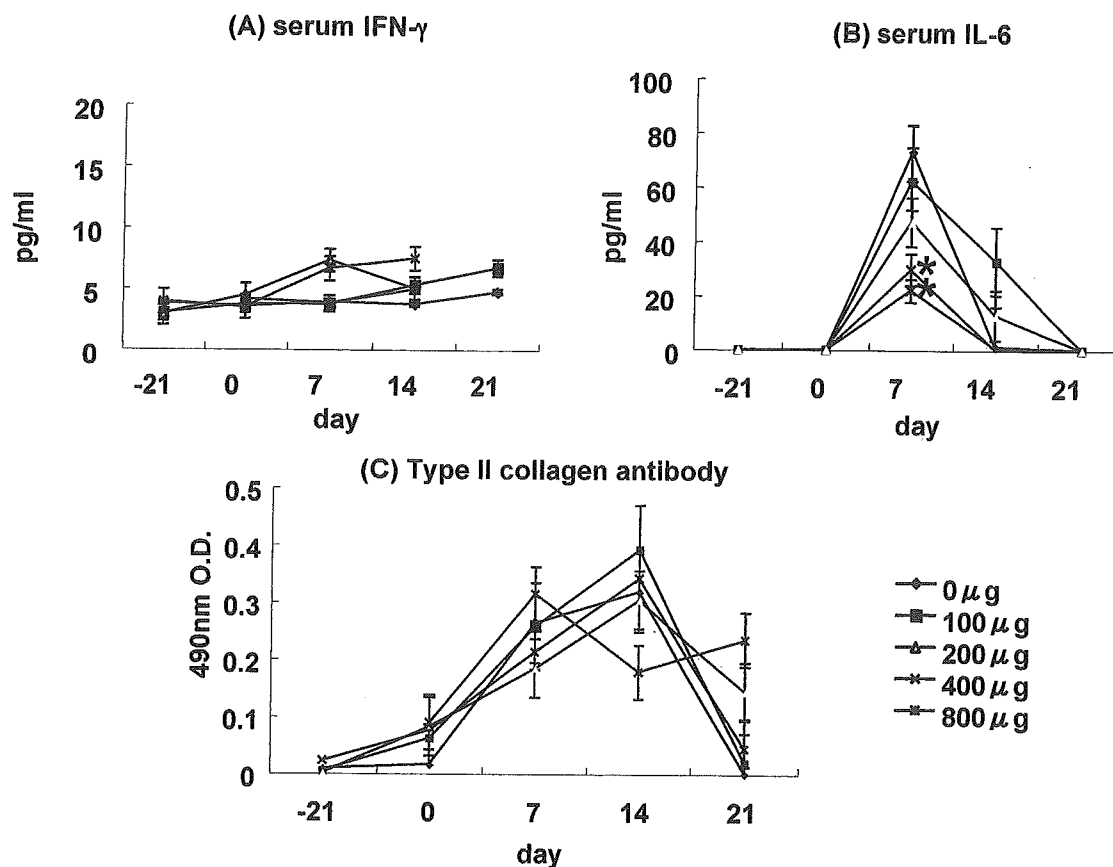 (A) serum IFN-γ
20
15
10
5
0
pg/ml
-21 0 7 14 21
day
(B) serum IL-6
100
80
60
40
20
0
pg/ml
*
*
-21 0 7 14 21
day
(C) Type II collagen antibody
0.5
0.4
0.3
0.2
0.1
0
490nm O.D.
-21 0 7 14 21
day
0 μg
100 μg
200 μg
400 μg
800 μg